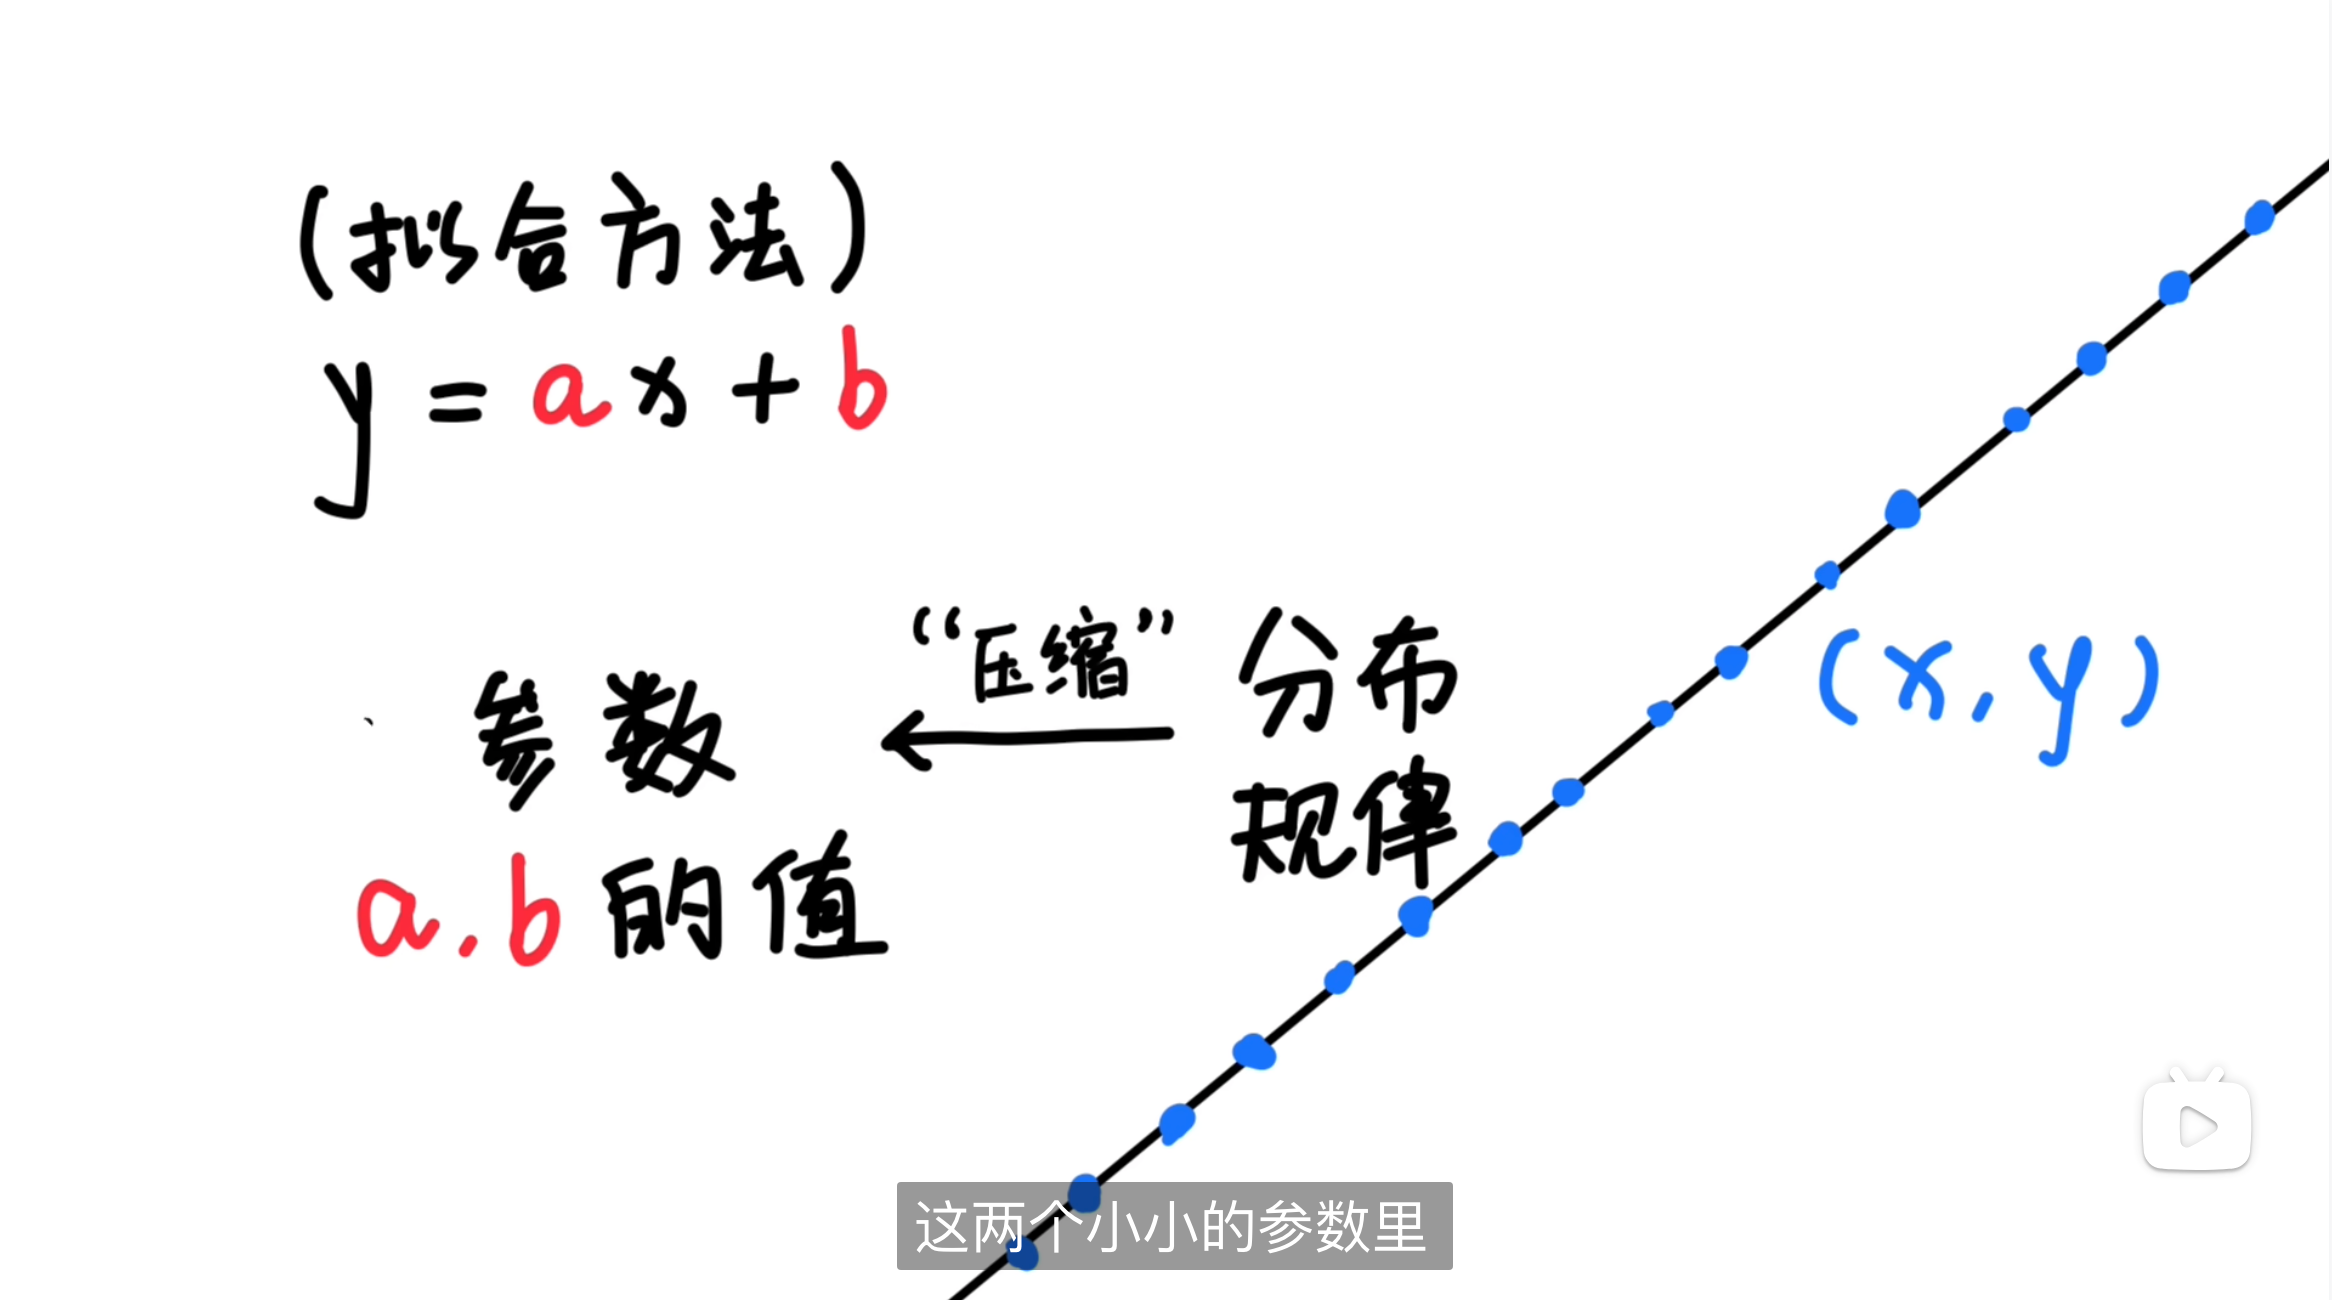 (拟合方法)
y = ax + b
“压缩”
分布
规律
参数
a, b 的值
(x, y)
这两个小小的参数里